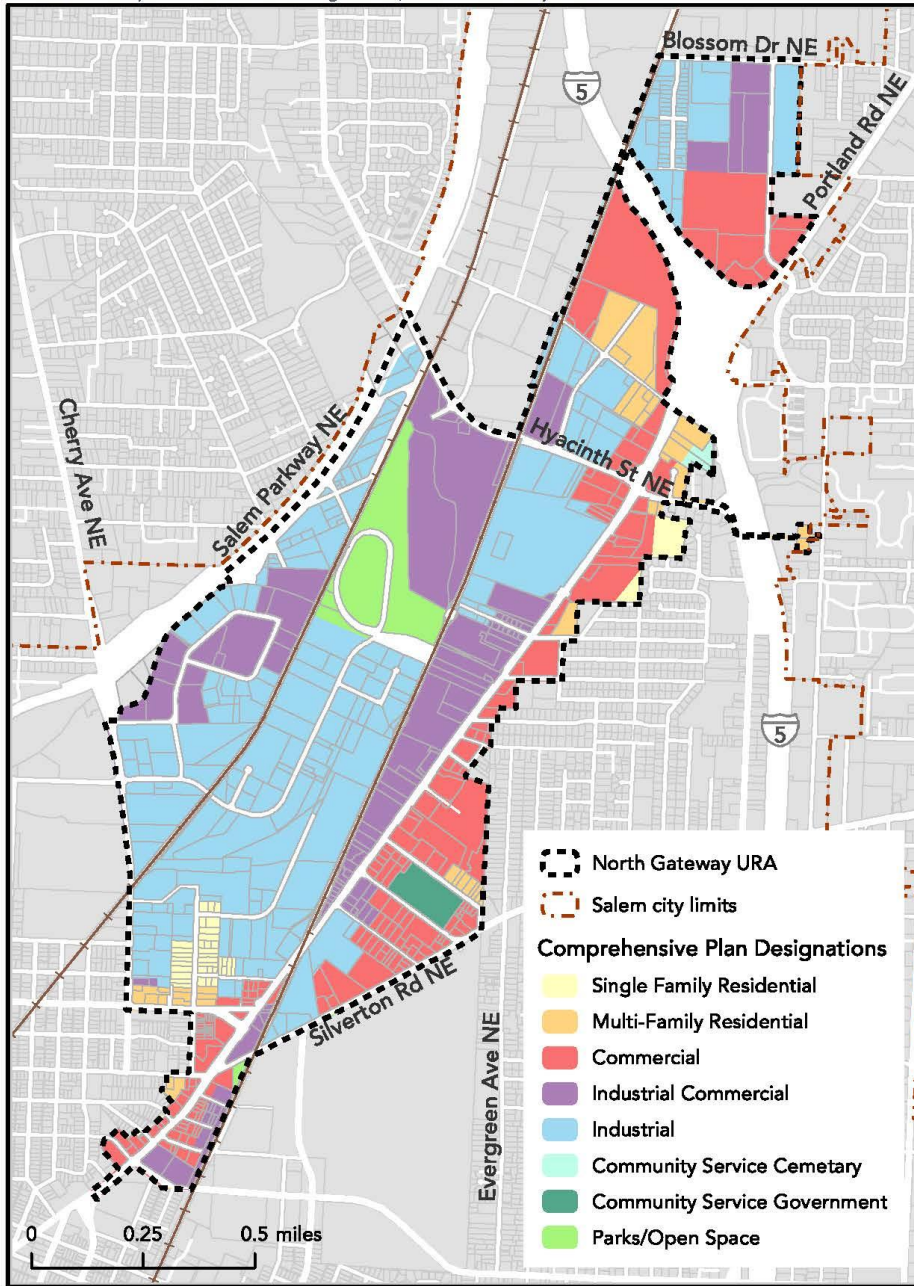 Blossom Dr NE
5
Portland Rd NE
Cherry Ave NE
Salem Parkway NE
Hyacinth St NE
5
Silverton Rd NE
Evergreen Ave NE
North Gateway URA
Salem city limits
Comprehensive Plan Designations
Single Family Residential
Multi-Family Residential
Commercial
Industrial Commercial
Industrial
Community Service Cemetary
Community Service Government
Parks/Open Space
0 0.25 0.5 miles